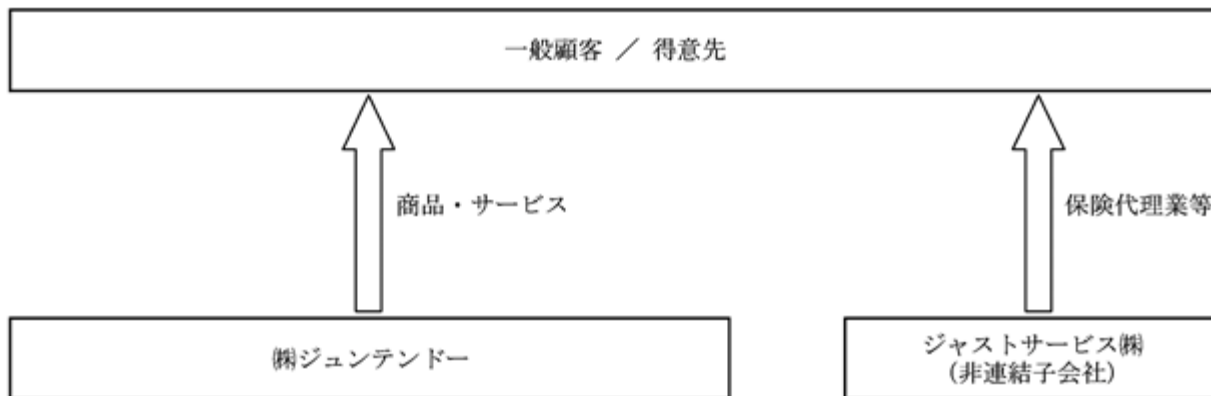 一般顧客 ／ 得意先
商品・サービス
保険代理業等
㈱ジュンテンドー
ジャストサービス㈱
(非連結子会社)